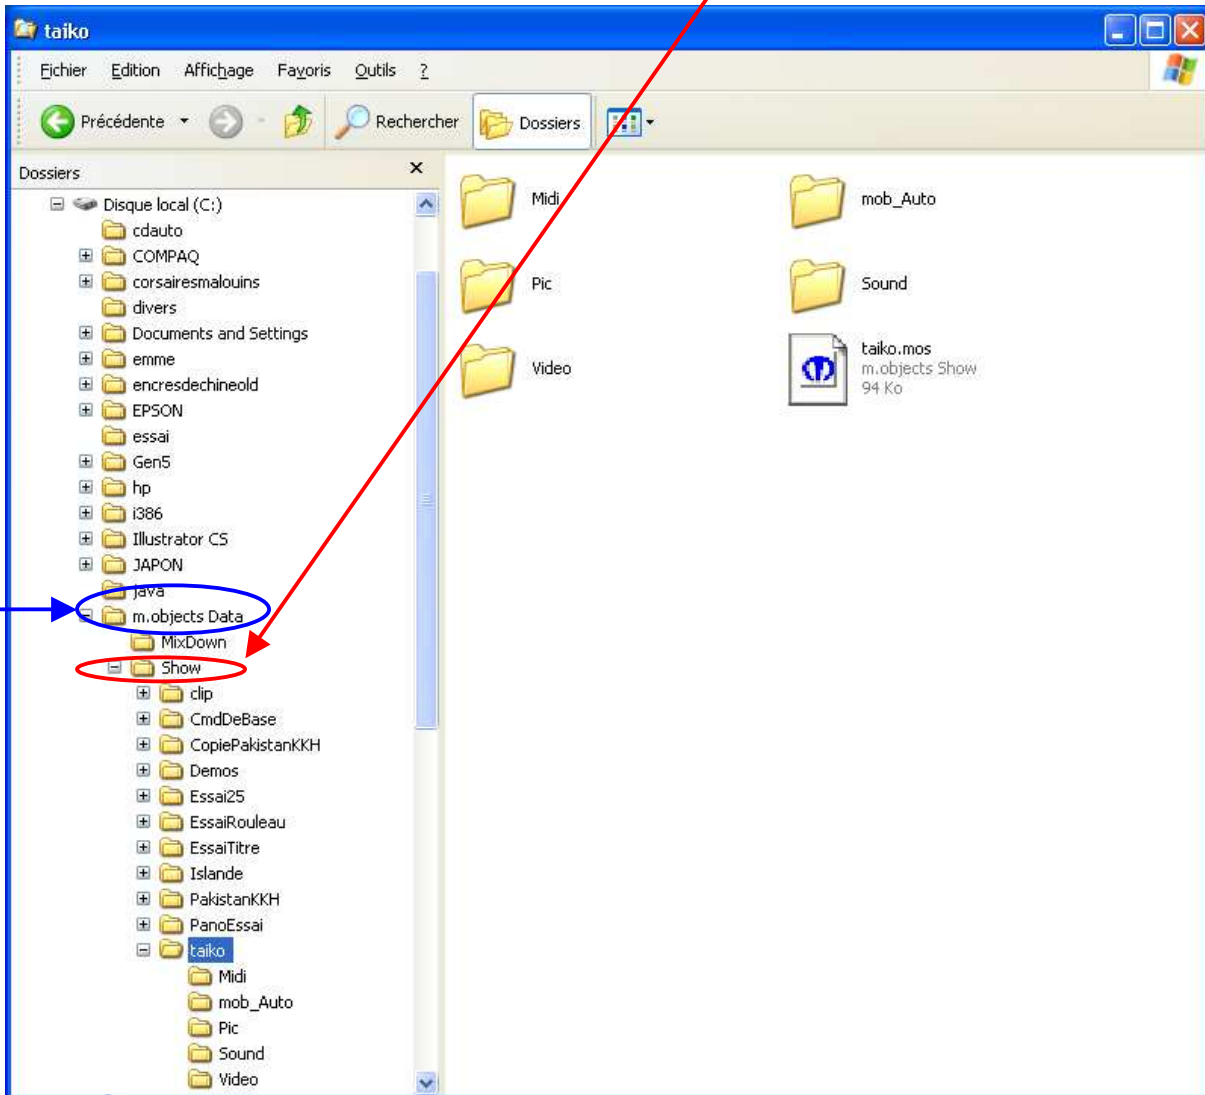 taiko
Fichier Edition Affichage Favoris Outils ?
Précédente Rechercher Dossiers
Dossiers
Disque local (C:)
cdauto
COMPAQ
corsairesmalouins
divers
Documents and Settings
emme
encresdechineold
EPSON
essai
Gen5
hp
i386
Illustrator CS
JAPON
java
m.objects Data
MixDown
Show
clip
CmdDeBase
CopiePakistanKKH
Demos
Essai25
EssaiRouleau
EssaiTitre
Islande
PakistanKKH
PanoEssai
taiko
Midi
mob_Auto
Pic
Sound
Video
Midi
mob_Auto
Pic
Sound
Video
taiko.mos
m.objects Show
94 Ko